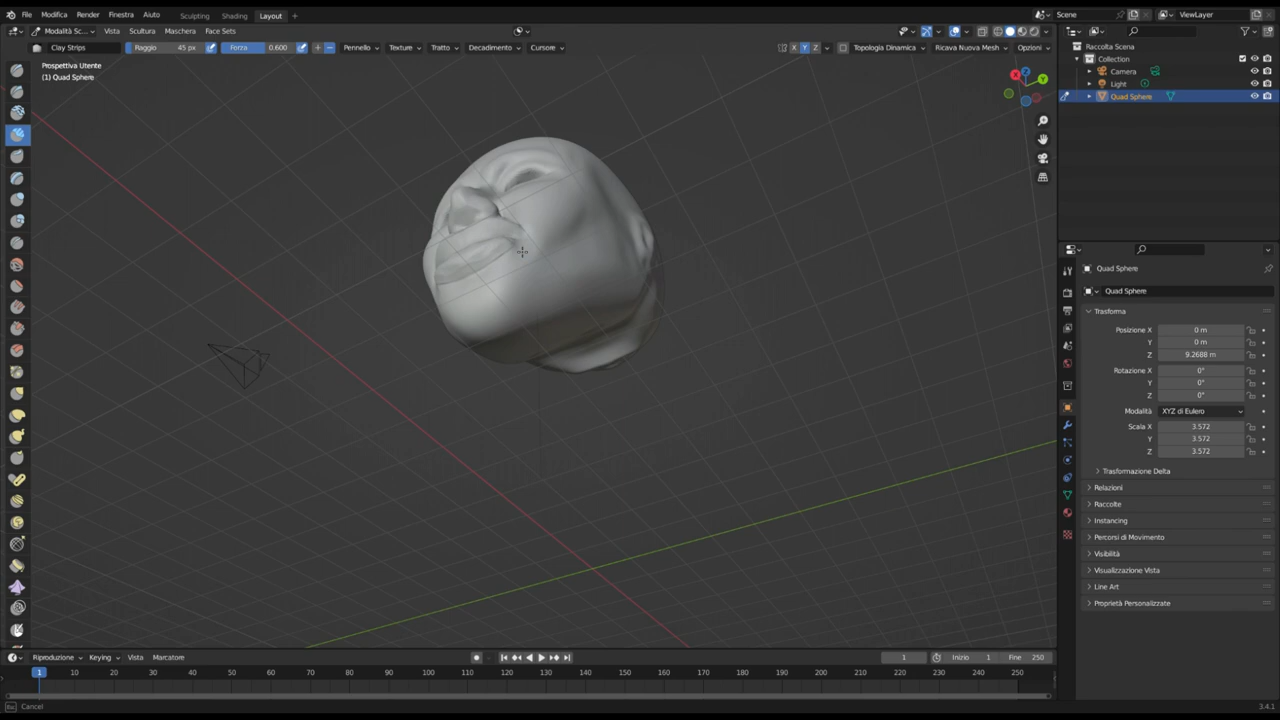 File Modifica Render Finestra Aiuto Sculpting Shading Layout + Scene ViewLayer
Modalità Sc... Vista Scultura Maschera Face Sets
Clay Strips Raggio 45 px Forza 0.600 Pennello Texture Tratto Decadimento Cursore X Y Z Topologia Dinamica Ricava Nuova Mesh Opzioni
Prospettiva Utente
(1) Quad Sphere
X Y Z
Raccolta Scena
Collection
Camera
Light
Quad Sphere
Quad Sphere
Quad Sphere
Trasforma
Posizione X 0 m
Y 0 m
Z 9.2688 m
Rotazione X 0°
Y 0°
Z 0°
Modalità XYZ di Eulero
Scala X 3.572
Y 3.572
Z 3.572
Trasformazione Delta
Relazioni
Raccolte
Instancing
Percorsi di Movimento
Visibilità
Visualizzazione Vista
Line Art
Proprietà Personalizzate
Riproduzione Keying Vista Marcatore 1 Inizio 1 Fine 250
1 10 20 30 40 50 60 70 80 90 100 110 120 130 140 150 160 170 180 190 200 210 220 230 240 250
Esc Cancel 3.4.1